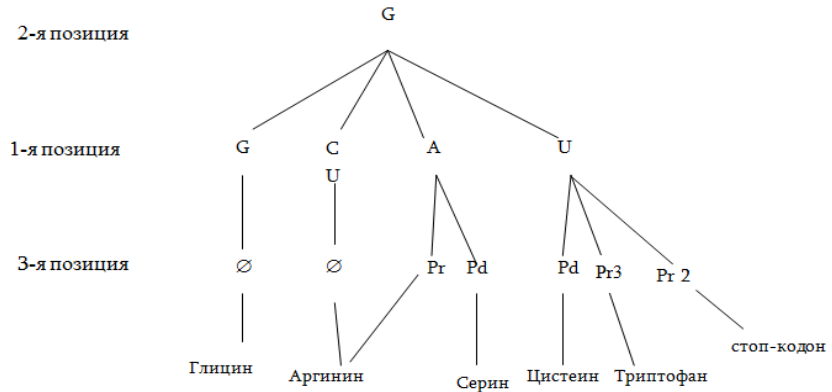 2-я позиция G
1-я позиция G C A U
U
3-я позиция ∅ ∅ Pr Pd Pd Pr3 Pr 2
Глицин Аргинин Серин Цистеин Триптофан стоп-кодон